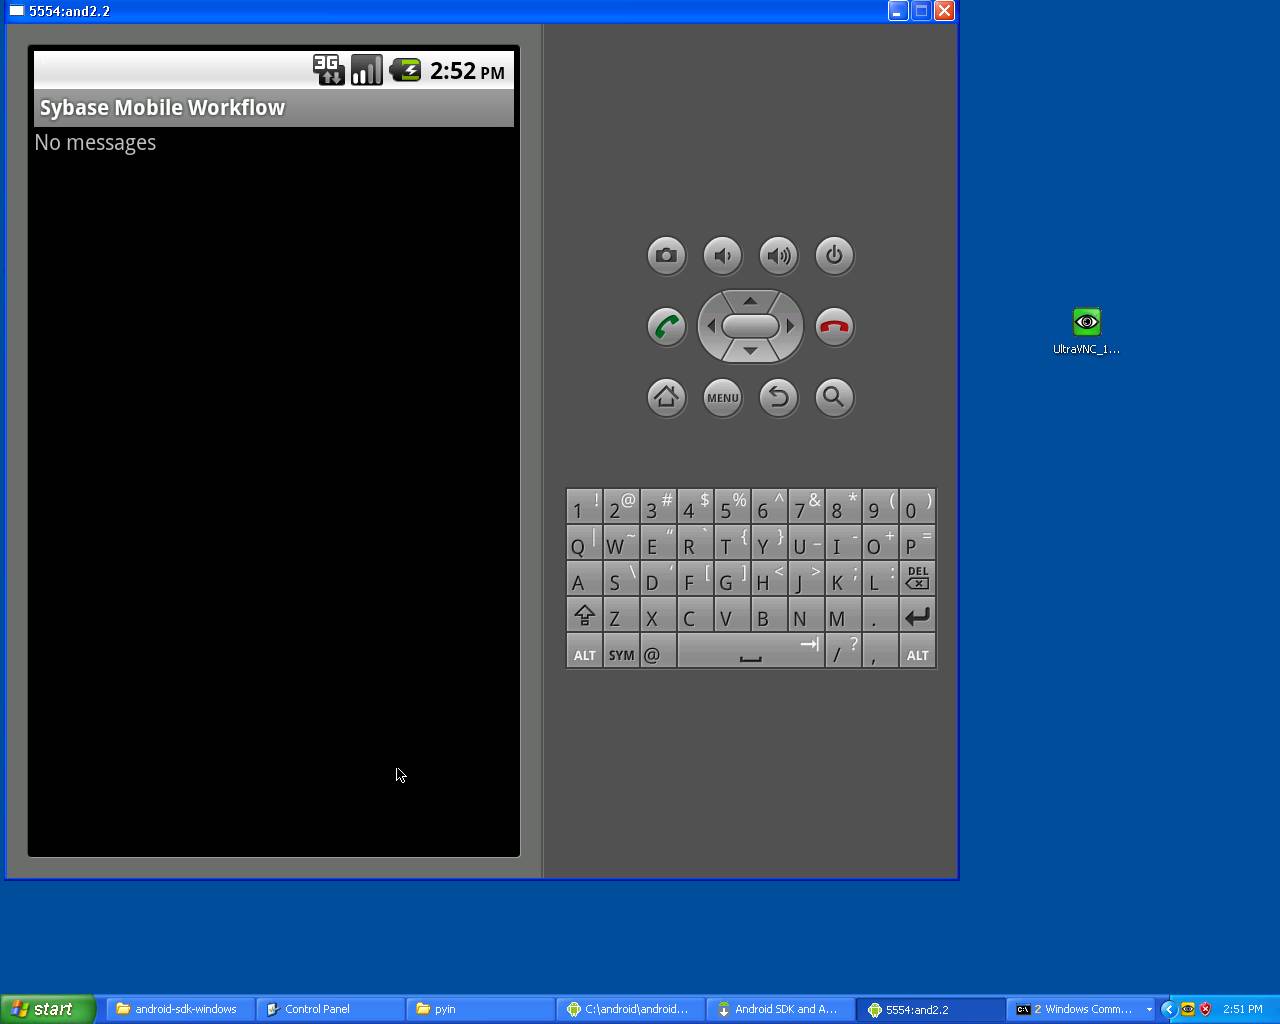 5554:and2.2
3G
2:52 PM
Sybase Mobile Workflow
No messages
MENU
UltraVNC_1...
1 ! 2 @ 3 # 4 $ 5 % 6 ^ 7 & 8 * 9 ( 0 )
Q | W ~ E " R ` T { Y } U _ I - O + P =
A S \ D ' F [ G ] H < J > K ; L : DEL
Z X C V B N M .
ALT SYM @ / ? , ALT
start
android-sdk-windows
Control Panel
pyin
C:\android\android...
Android SDK and A...
5554:and2.2
2 Windows Comm...
2:51 PM